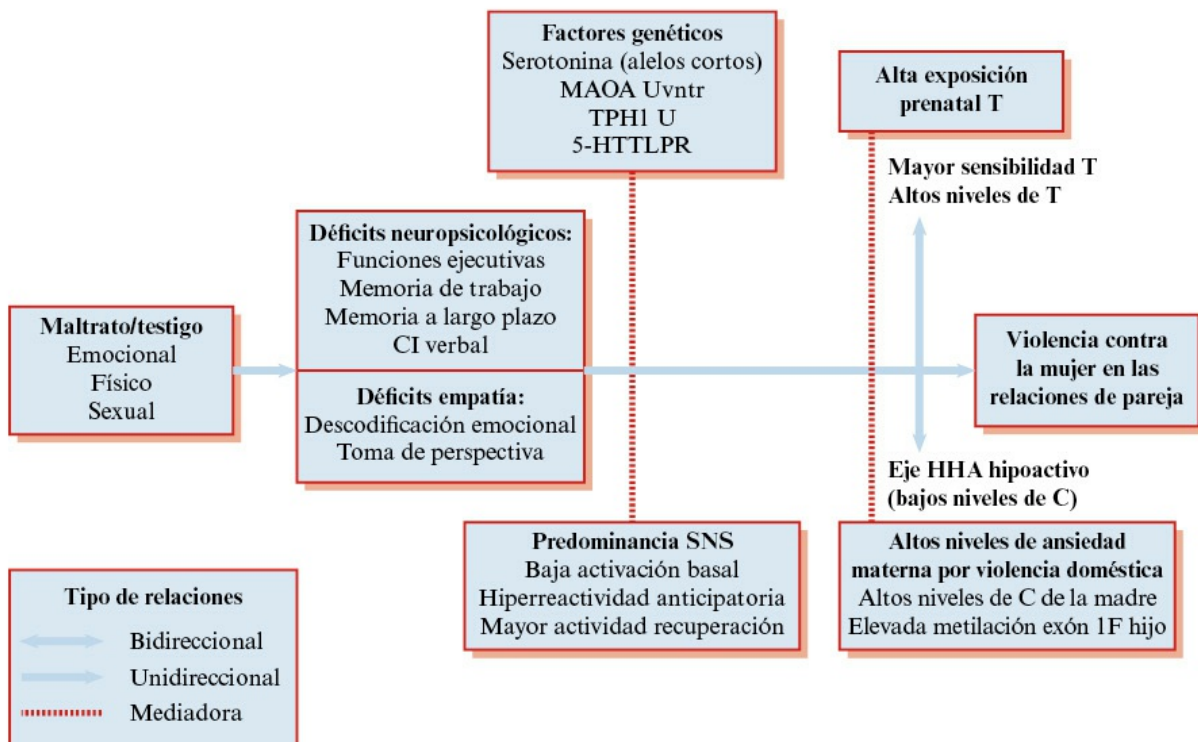 Factores genéticos
Serotonina (alelos cortos)
MAOA Uvntr
TPH1 U
5-HTTLPR
Alta exposición
prenatal T
Mayor sensibilidad T
Altos niveles de T
Déficits neuropsicológicos:
Funciones ejecutivas
Memoria de trabajo
Memoria a largo plazo
CI verbal
Maltrato/testigo
Emocional
Físico
Sexual
Déficits empatía:
Descodificación emocional
Toma de perspectiva
Violencia contra
la mujer en las
relaciones de pareja
Eje HHA hipoactivo
(bajos niveles de C)
Predominancia SNS
Baja activación basal
Hiperreactividad anticipatoria
Mayor actividad recuperación
Altos niveles de ansiedad
materna por violencia doméstica
Altos niveles de C de la madre
Elevada metilación exón 1F hijo
Tipo de relaciones
Bidireccional
Unidireccional
Mediadora